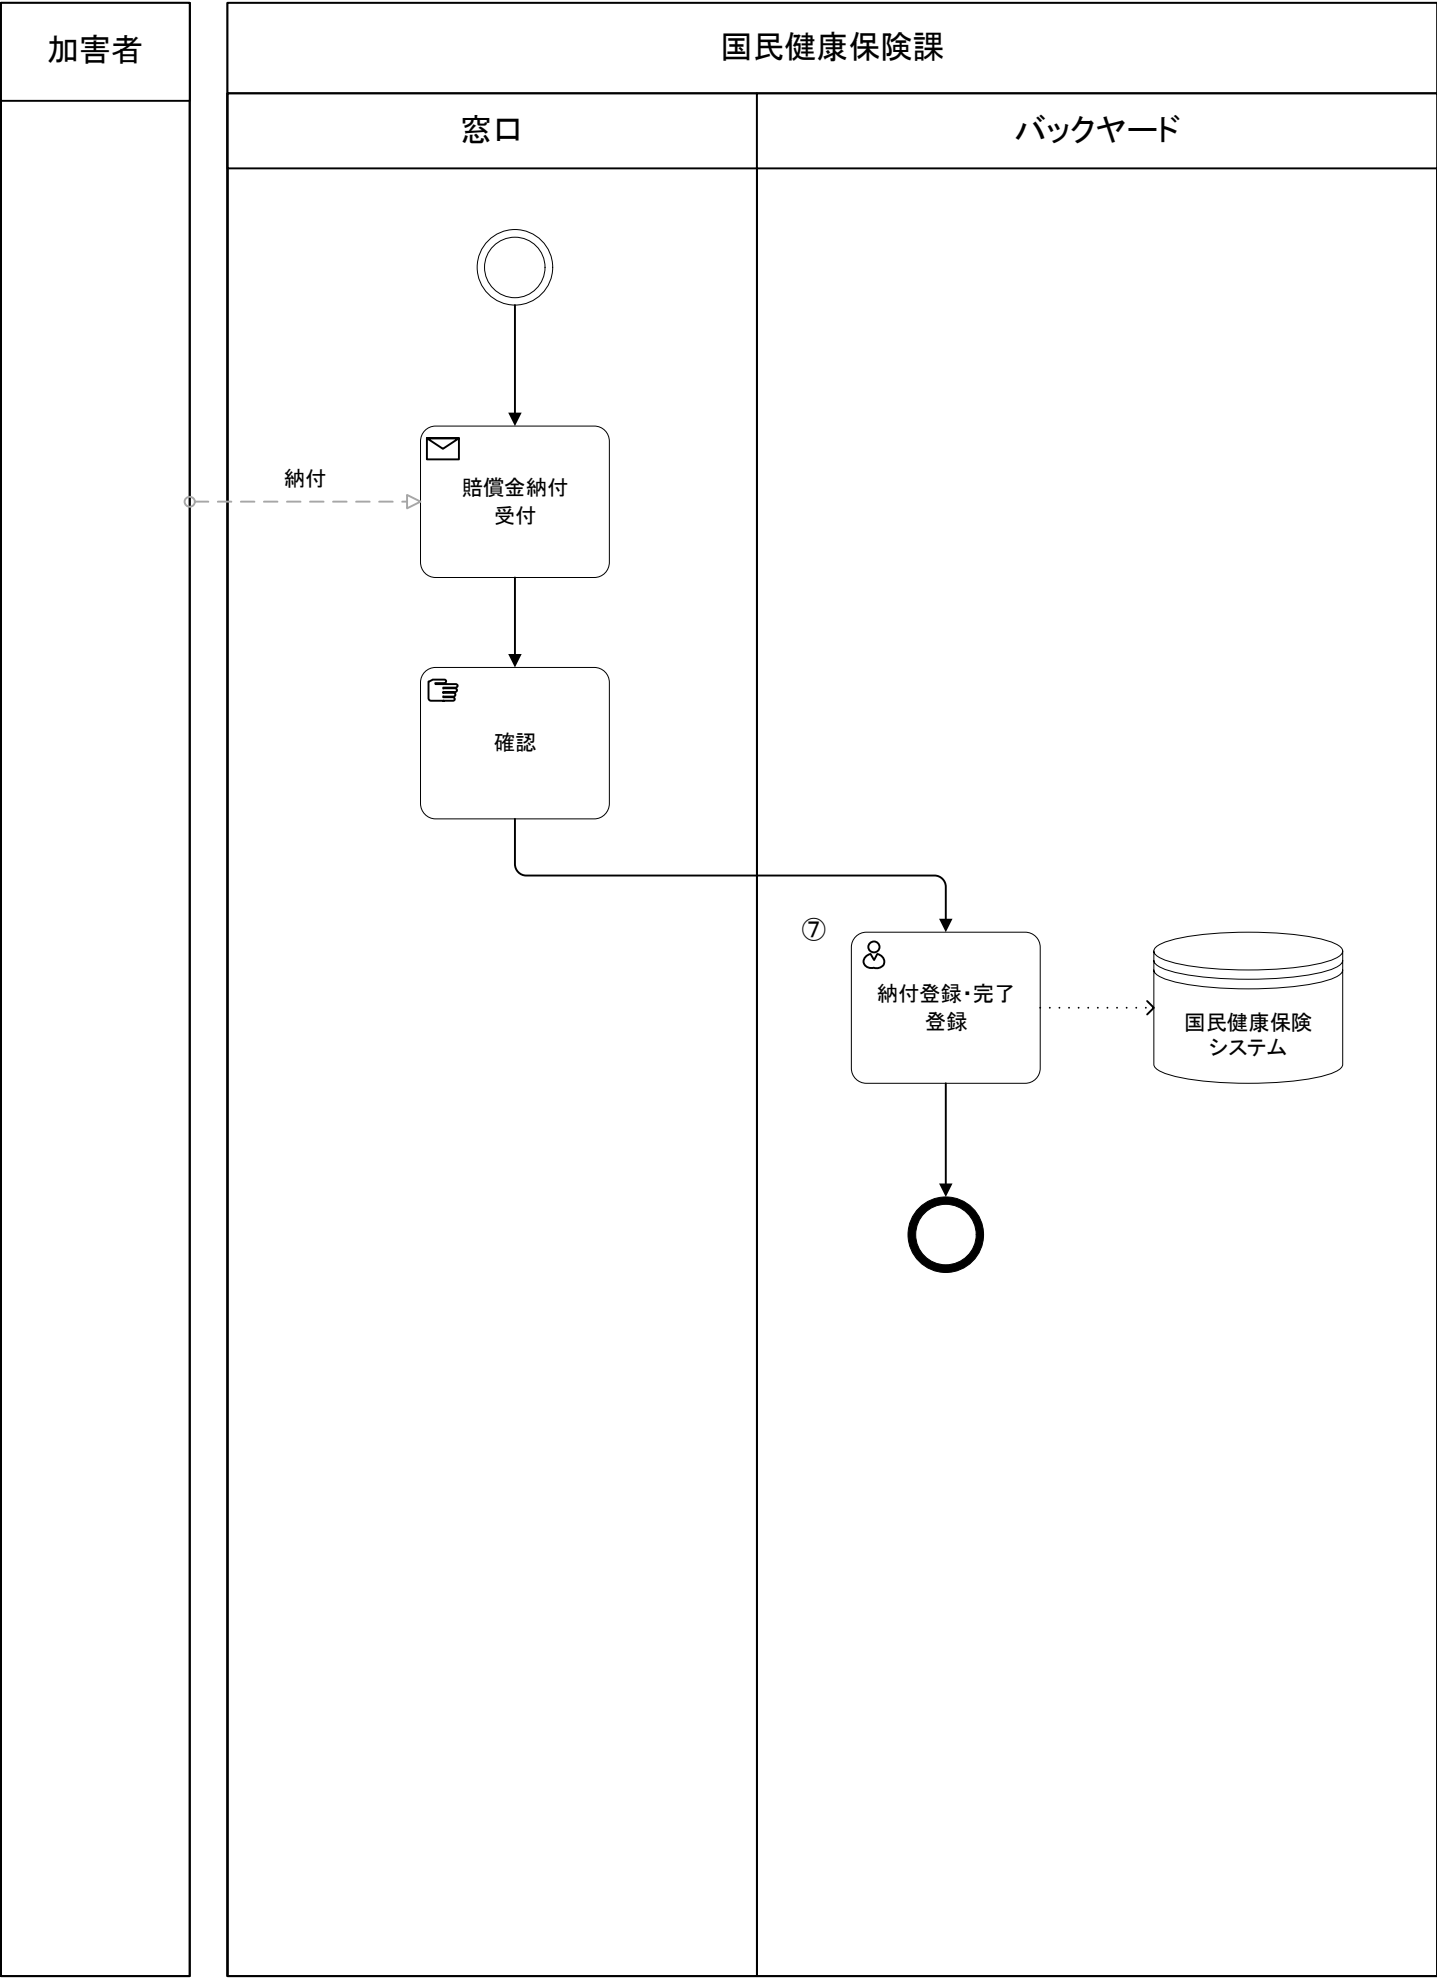 加害者
国民健康保険課
窓口
バックヤード
納付
賠償金納付
受付
確認
⑦
納付登録・完了
登録
国民健康保険
システム